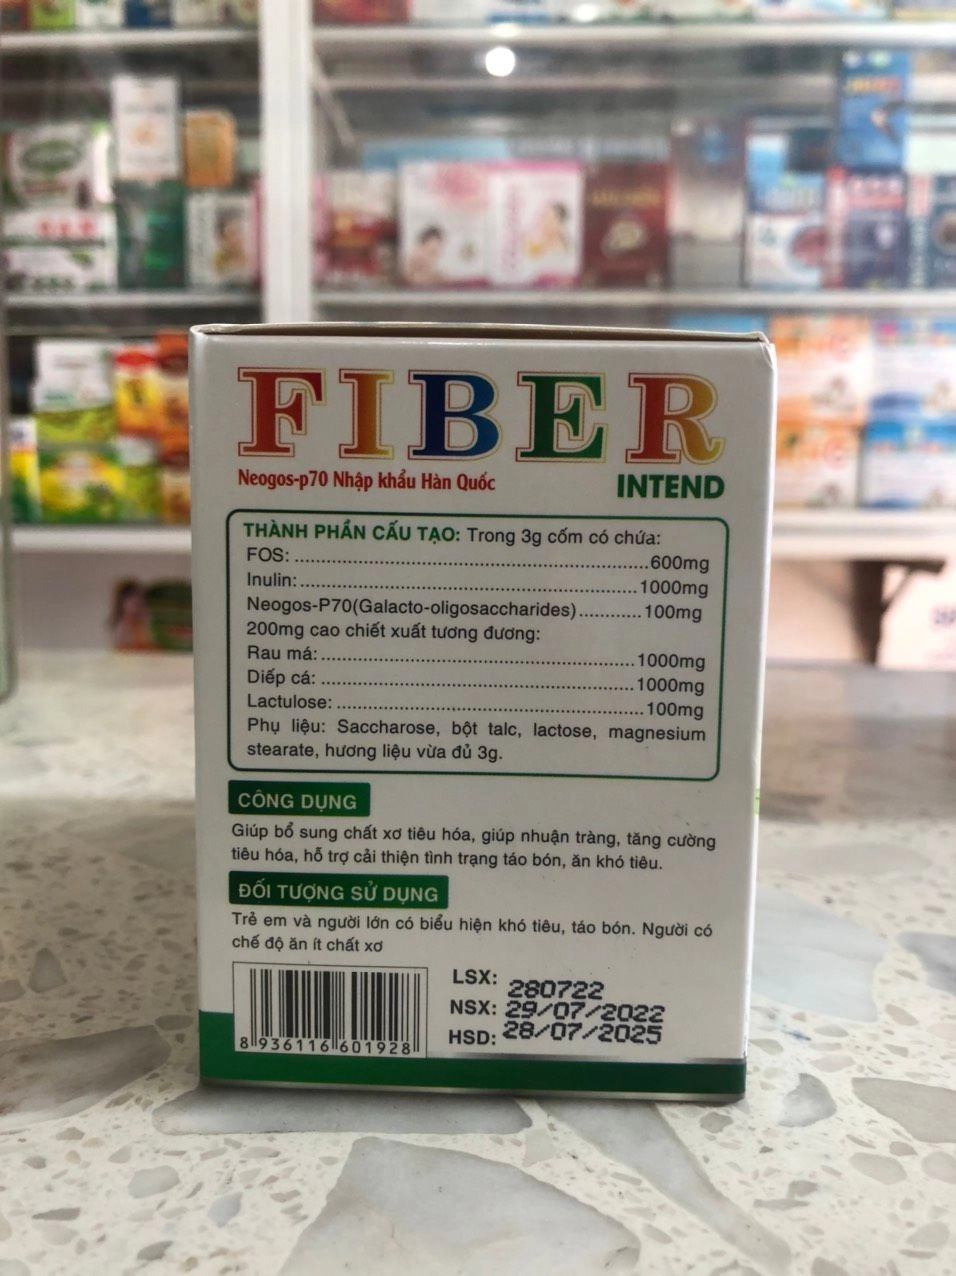 FIBER
Neogos-p70 Nhập khẩu Hàn Quốc
INTEND
THÀNH PHẦN CẤU TẠO: Trong 3g cốm có chứa:
FOS: ........................................................600mg
Inulin:......................................................1000mg
Neogos-P70(Galacto-oligosaccharides)............100mg
200mg cao chiết xuất tương đương:
Rau má:..................................................1000mg
Diếp cá: ..................................................1000mg
Lactulose: .................................................100mg
Phụ liệu: Saccharose, bột talc, lactose, magnesium
stearate, hương liệu vừa đủ 3g.
CÔNG DỤNG
Giúp bổ sung chất xơ tiêu hóa, giúp nhuận tràng, tăng cường
tiêu hóa, hỗ trợ cải thiện tình trạng táo bón, ăn khó tiêu.
ĐỐI TƯỢNG SỬ DỤNG
Trẻ em và người lớn có biểu hiện khó tiêu, táo bón. Người có
chế độ ăn ít chất xơ
LSX: 280722
NSX: 29/07/2022
HSD: 28/07/2025
8 936116 601928